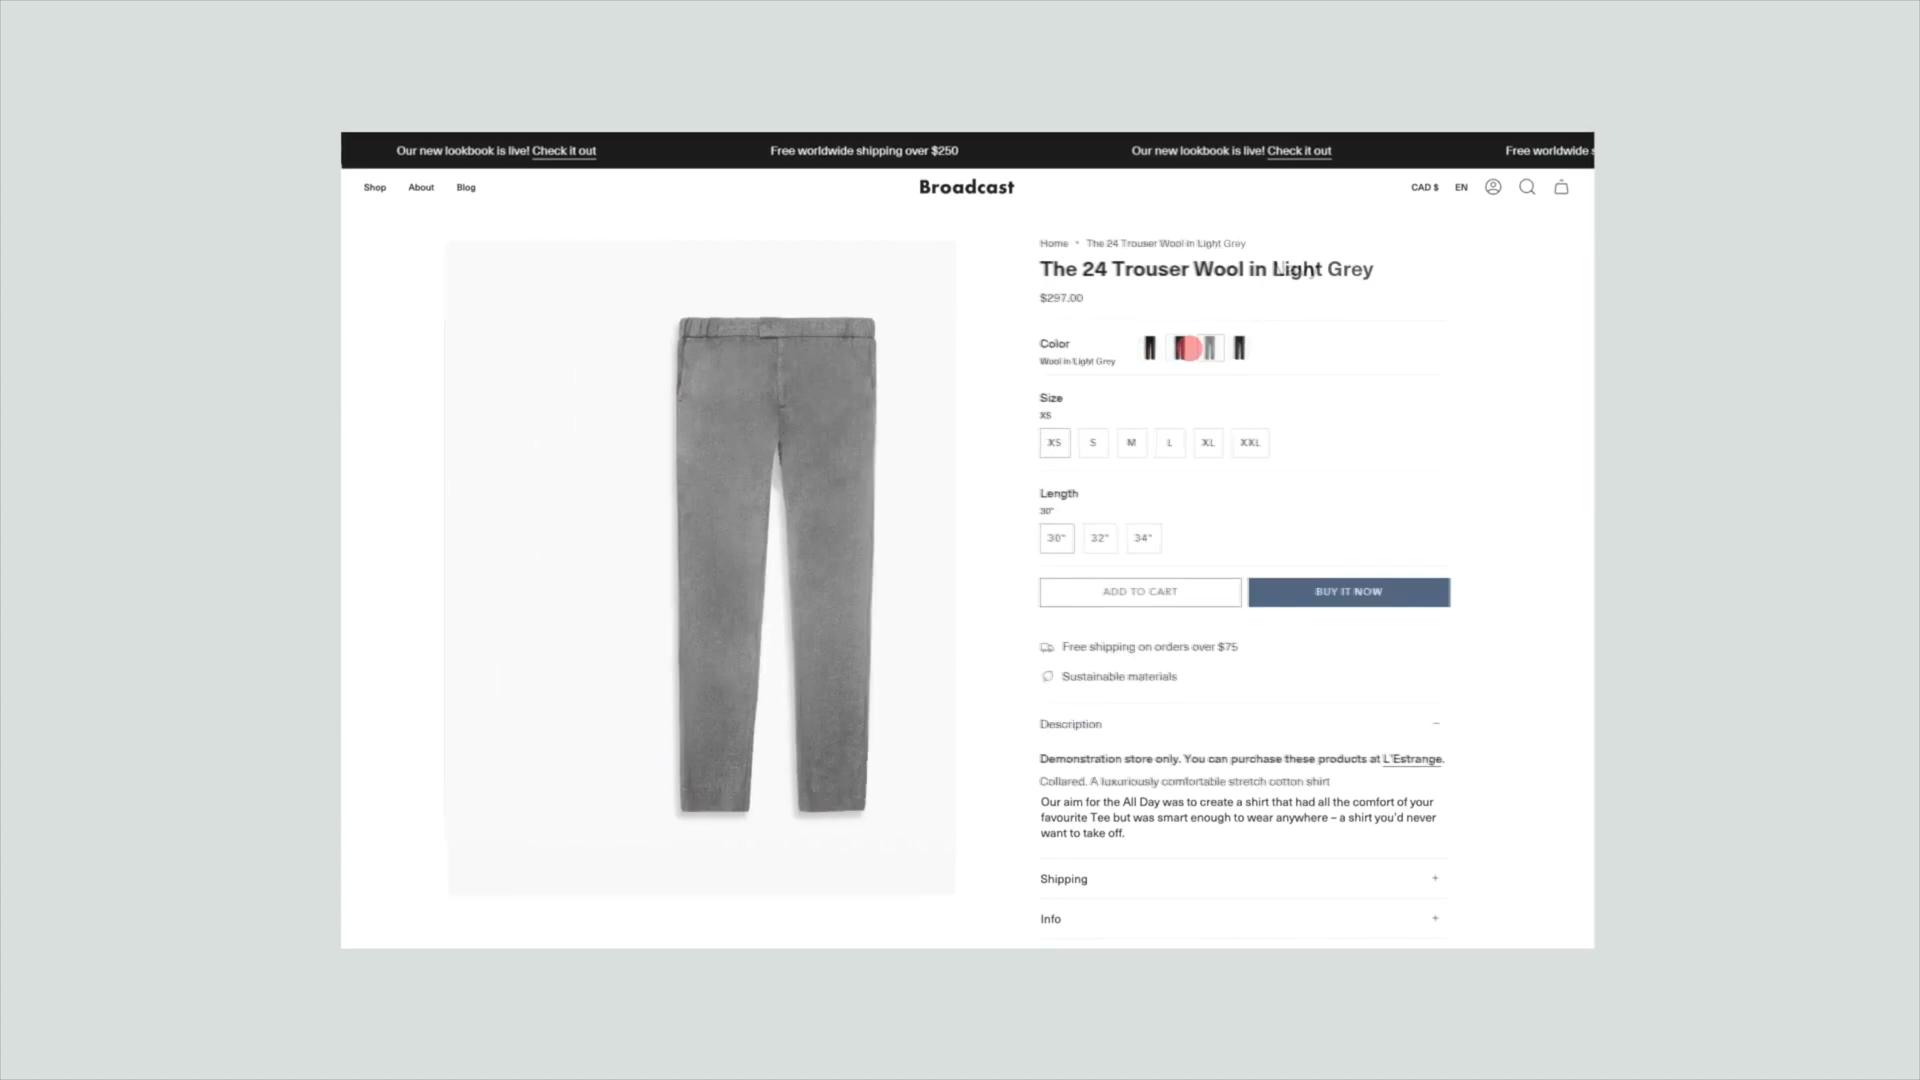 Our new lookbook is live! Check it out
Free worldwide shipping over $250
Our new lookbook is live! Check it out
Free worldwide
Shop
About
Blog
Broadcast
CAD $
EN
Home • The 24 Trouser Wool in Light Grey
The 24 Trouser Wool in Light Grey
$297.00
Color
Wool in Light Grey
Size
XS
XS S M L XL XXL
Length
30"
30" 32" 34"
ADD TO CART
BUY IT NOW
Free shipping on orders over $75
Sustainable materials
Description −
Demonstration store only. You can purchase these products at L'Estrange.
Collared. A luxuriously comfortable stretch cotton shirt
Our aim for the All Day was to create a shirt that had all the comfort of your
favourite Tee but was smart enough to wear anywhere – a shirt you'd never
want to take off.
Shipping +
Info +